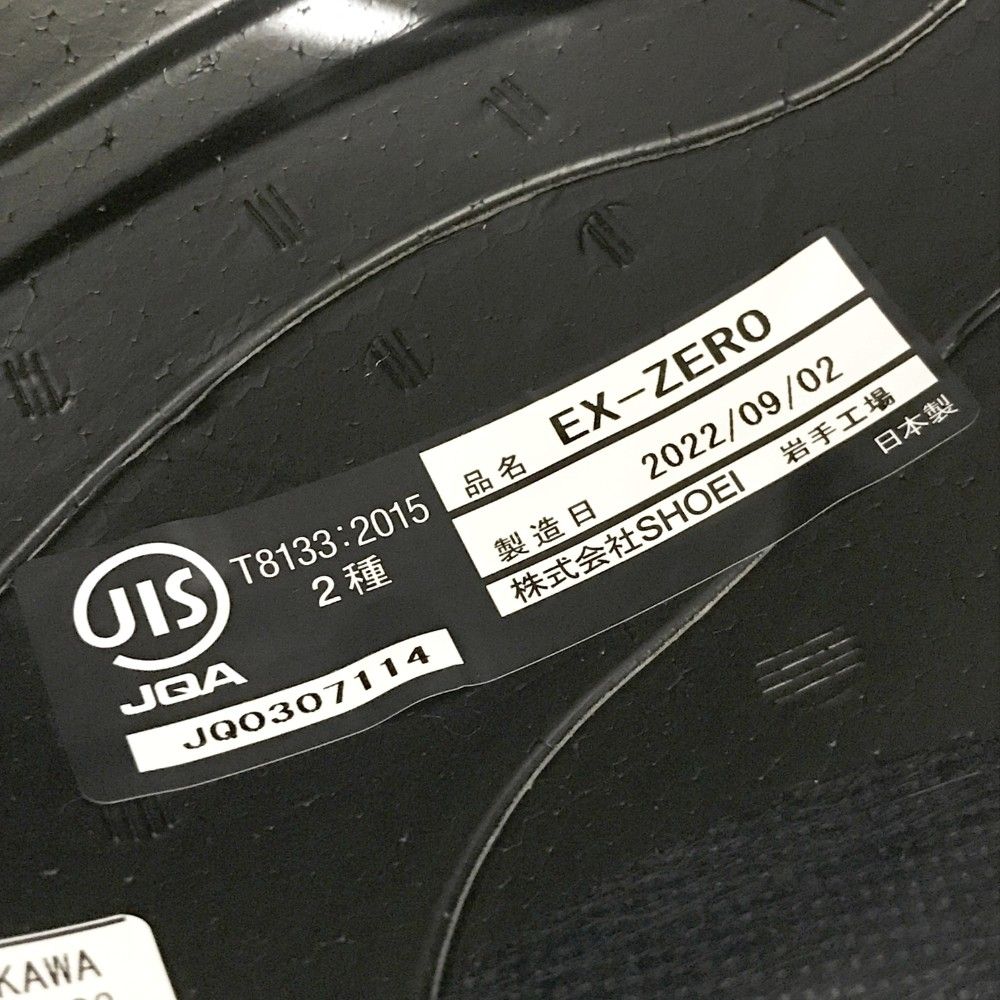 JIS
JQA
T8133:2015
2種
JQ0307114
品名 EX-ZERO
製造日 2022/09/02
株式会社SHOEI 岩手工場
日本製
KAWA